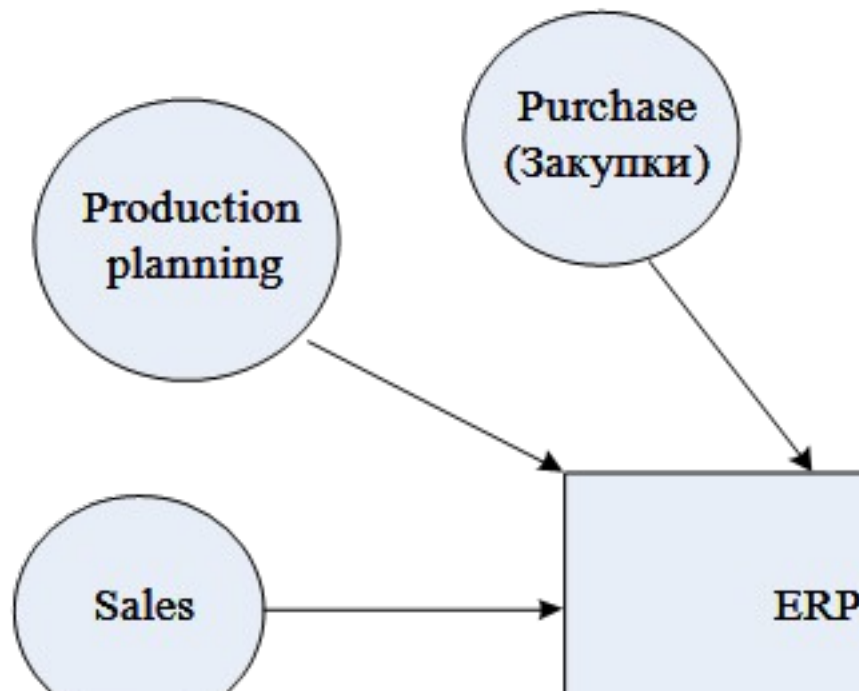 Purchase
(Закупки)
Production
planning
Sales
ERP